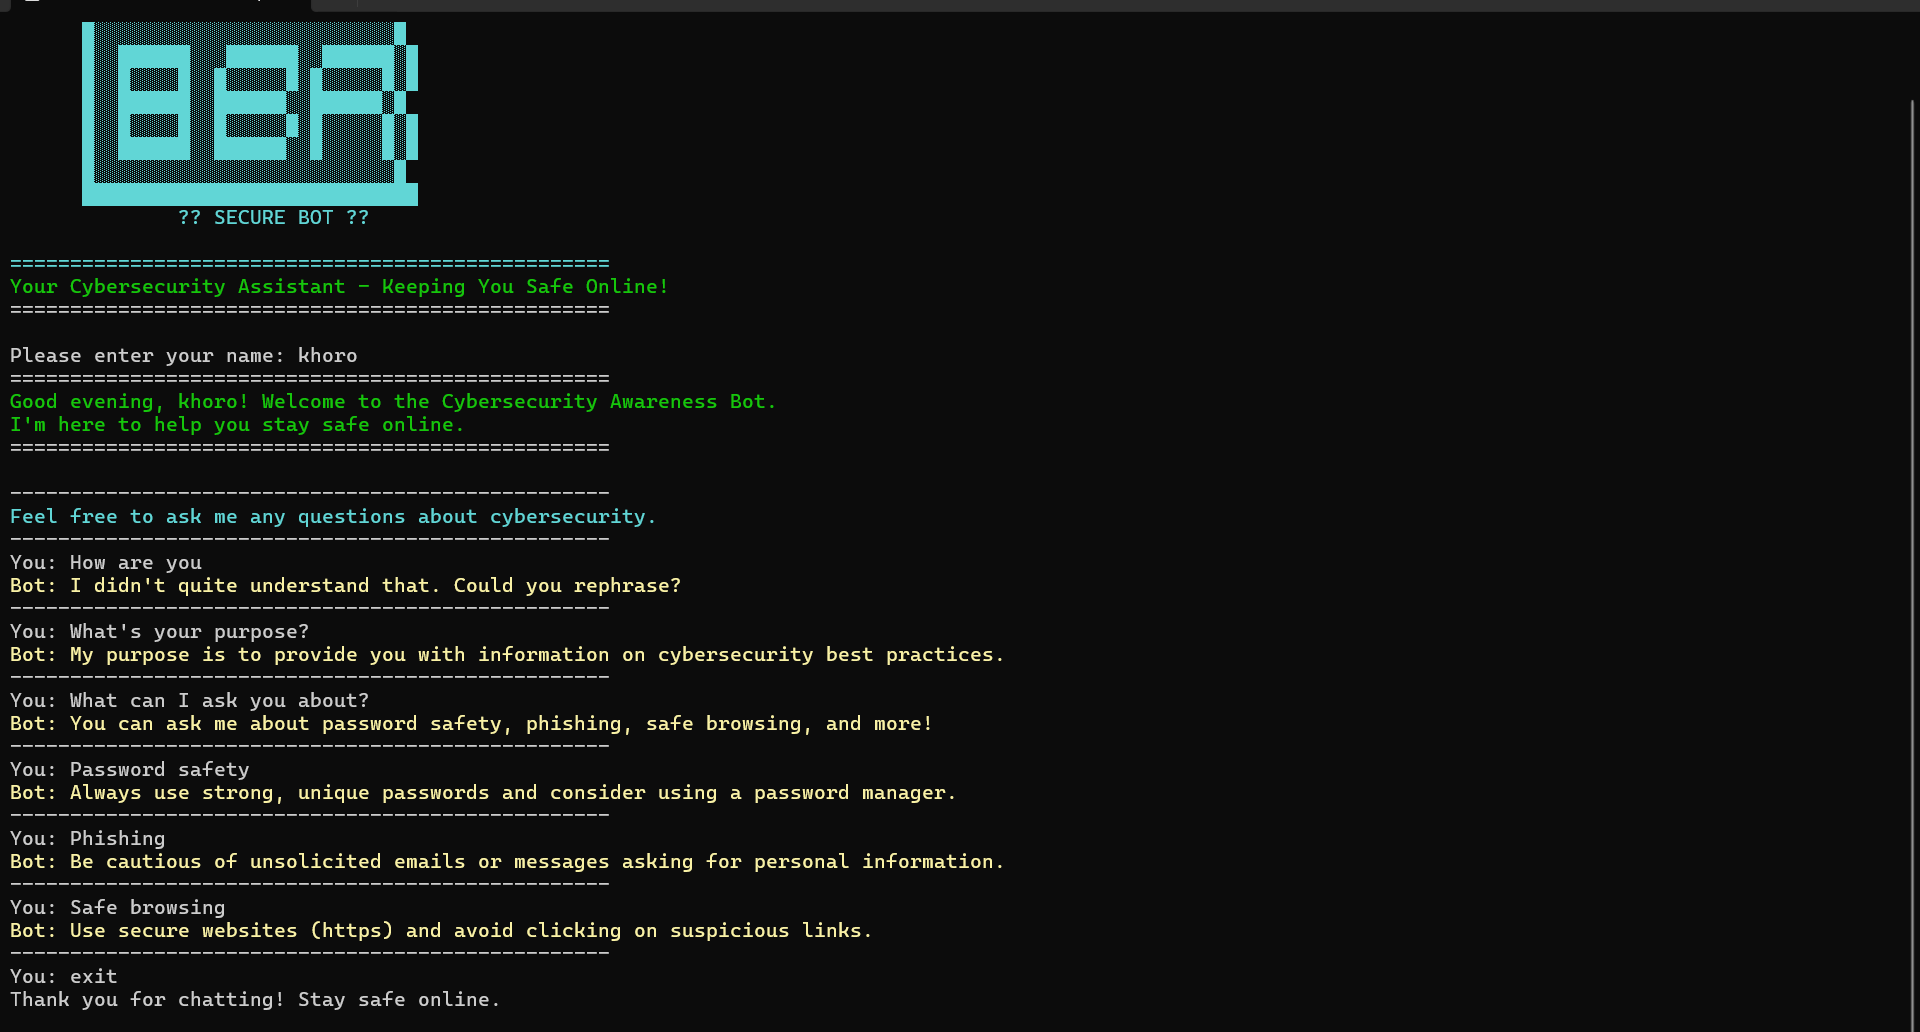 ?? SECURE BOT ??
==================================================
Your Cybersecurity Assistant - Keeping You Safe Online!
==================================================
Please enter your name: khoro
==================================================
Good evening, khoro! Welcome to the Cybersecurity Awareness Bot.
I'm here to help you stay safe online.
==================================================
--------------------------------------------------
Feel free to ask me any questions about cybersecurity.
--------------------------------------------------
You: How are you
Bot: I didn't quite understand that. Could you rephrase?
--------------------------------------------------
You: What's your purpose?
Bot: My purpose is to provide you with information on cybersecurity best practices.
--------------------------------------------------
You: What can I ask you about?
Bot: You can ask me about password safety, phishing, safe browsing, and more!
--------------------------------------------------
You: Password safety
Bot: Always use strong, unique passwords and consider using a password manager.
--------------------------------------------------
You: Phishing
Bot: Be cautious of unsolicited emails or messages asking for personal information.
--------------------------------------------------
You: Safe browsing
Bot: Use secure websites (https) and avoid clicking on suspicious links.
--------------------------------------------------
You: exit
Thank you for chatting! Stay safe online.